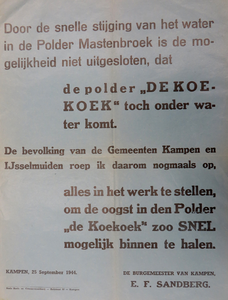 Door de snelle stijging van het water
in de Polder Mastenbroek is de mo-
gelijkheid niet uitgesloten, dat
de polder „DE KOE-
KOEK" toch onder wa-
ter komt.
De bevolking van de Gemeenten Kampen en
IJsselmuiden roep ik daarom nogmaals op,
alles in het werk te stellen,
om de oogst in den Polder
„de Koekoek" zoo SNEL
mogelijk binnen te halen.
KAMPEN, 15 September 1944.
DE BURGEMEESTER VAN KAMPEN,
E. F. SANDBERG.